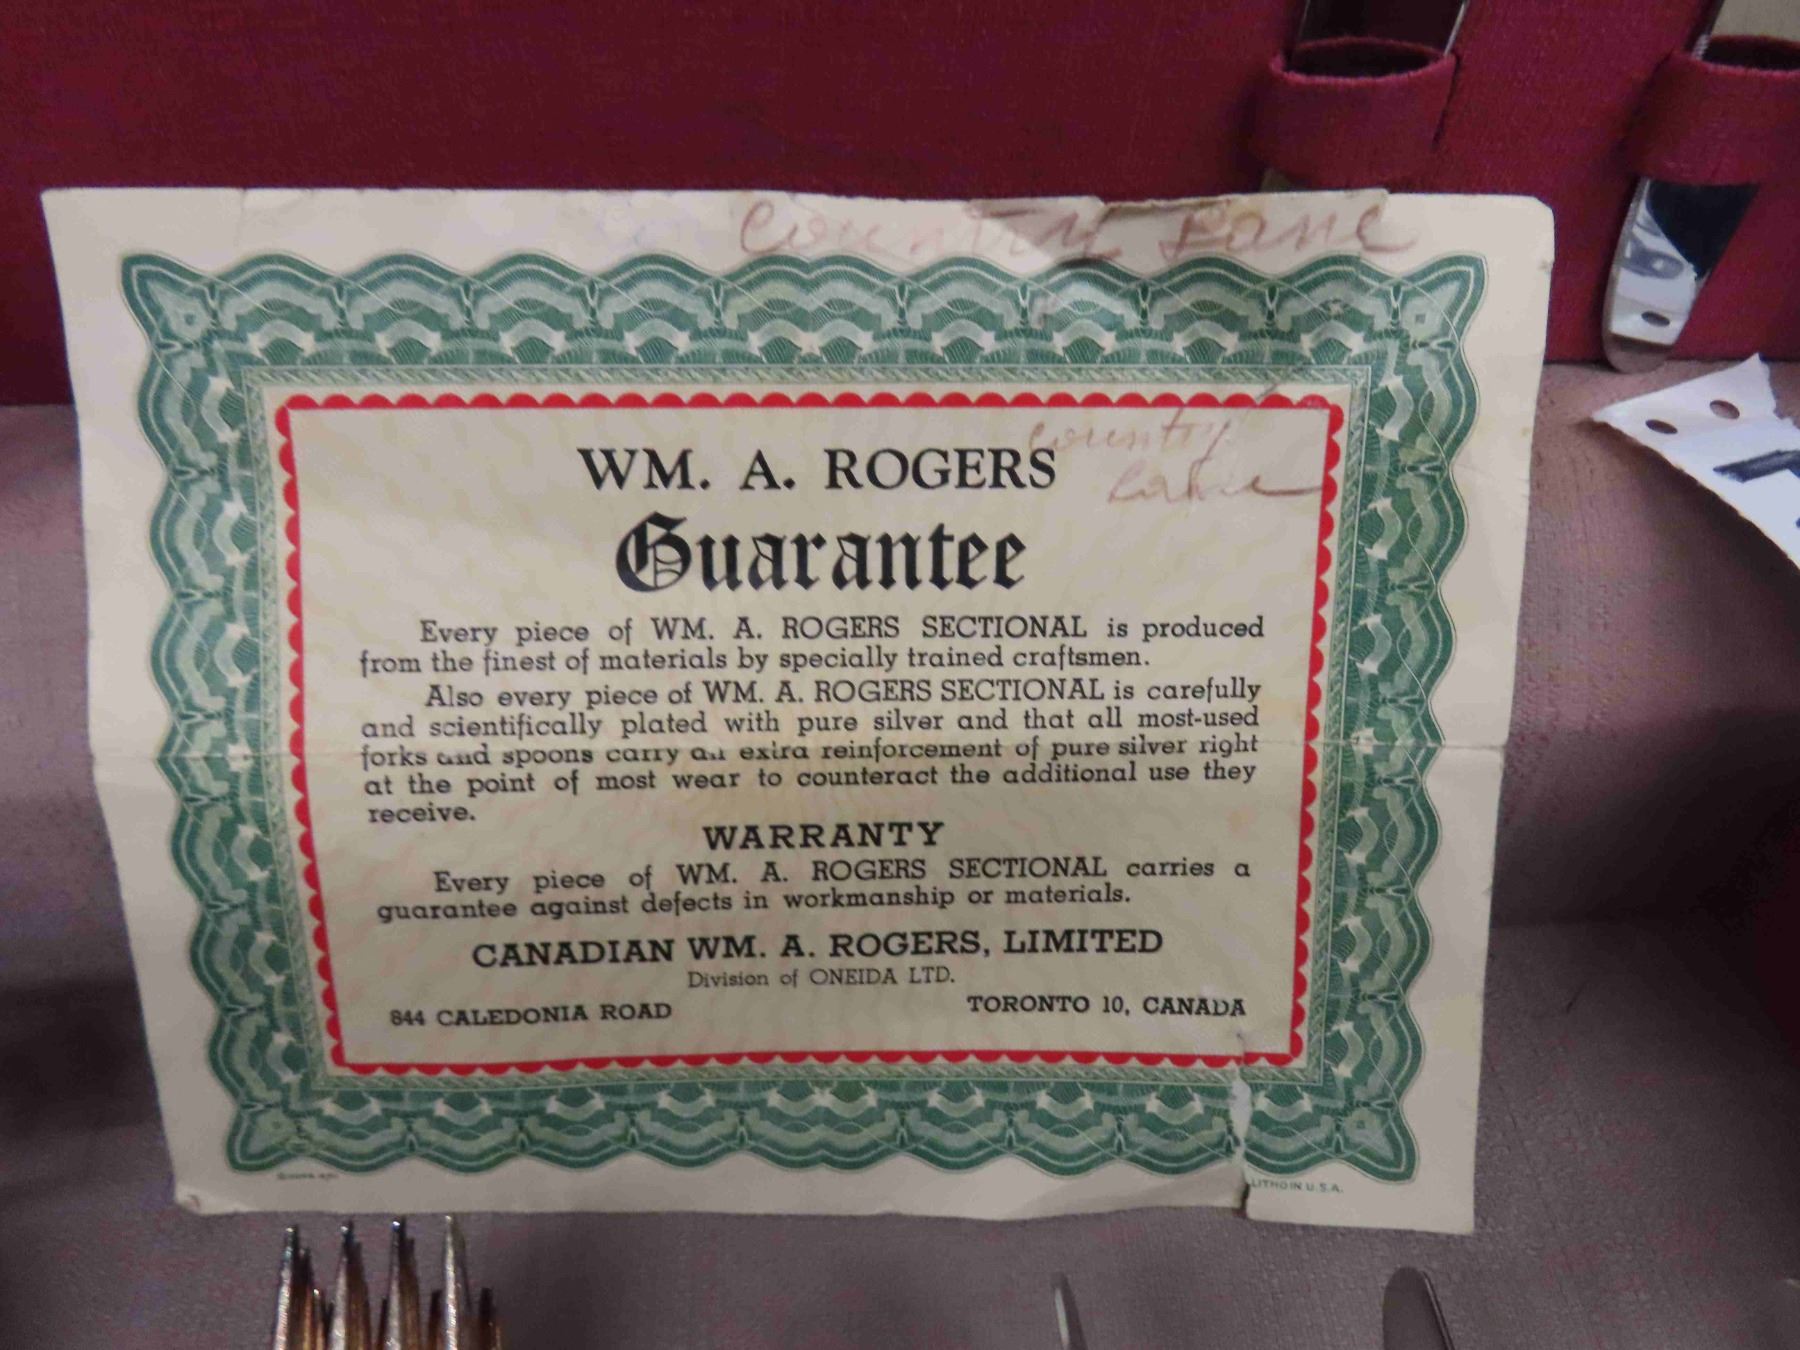 Country Lane
Country
Lane
WM. A. ROGERS
Guarantee
Every piece of WM. A. ROGERS SECTIONAL is produced
from the finest of materials by specially trained craftsmen.
Also every piece of WM. A. ROGERS SECTIONAL is carefully
and scientifically plated with pure silver and that all most-used
forks and spoons carry an extra reinforcement of pure silver right
at the point of most wear to counteract the additional use they
receive.
WARRANTY
Every piece of WM. A. ROGERS SECTIONAL carries a
guarantee against defects in workmanship or materials.
CANADIAN WM. A. ROGERS, LIMITED
Division of ONEIDA LTD.
844 CALEDONIA ROAD TORONTO 10, CANADA
LITHO IN U.S.A.